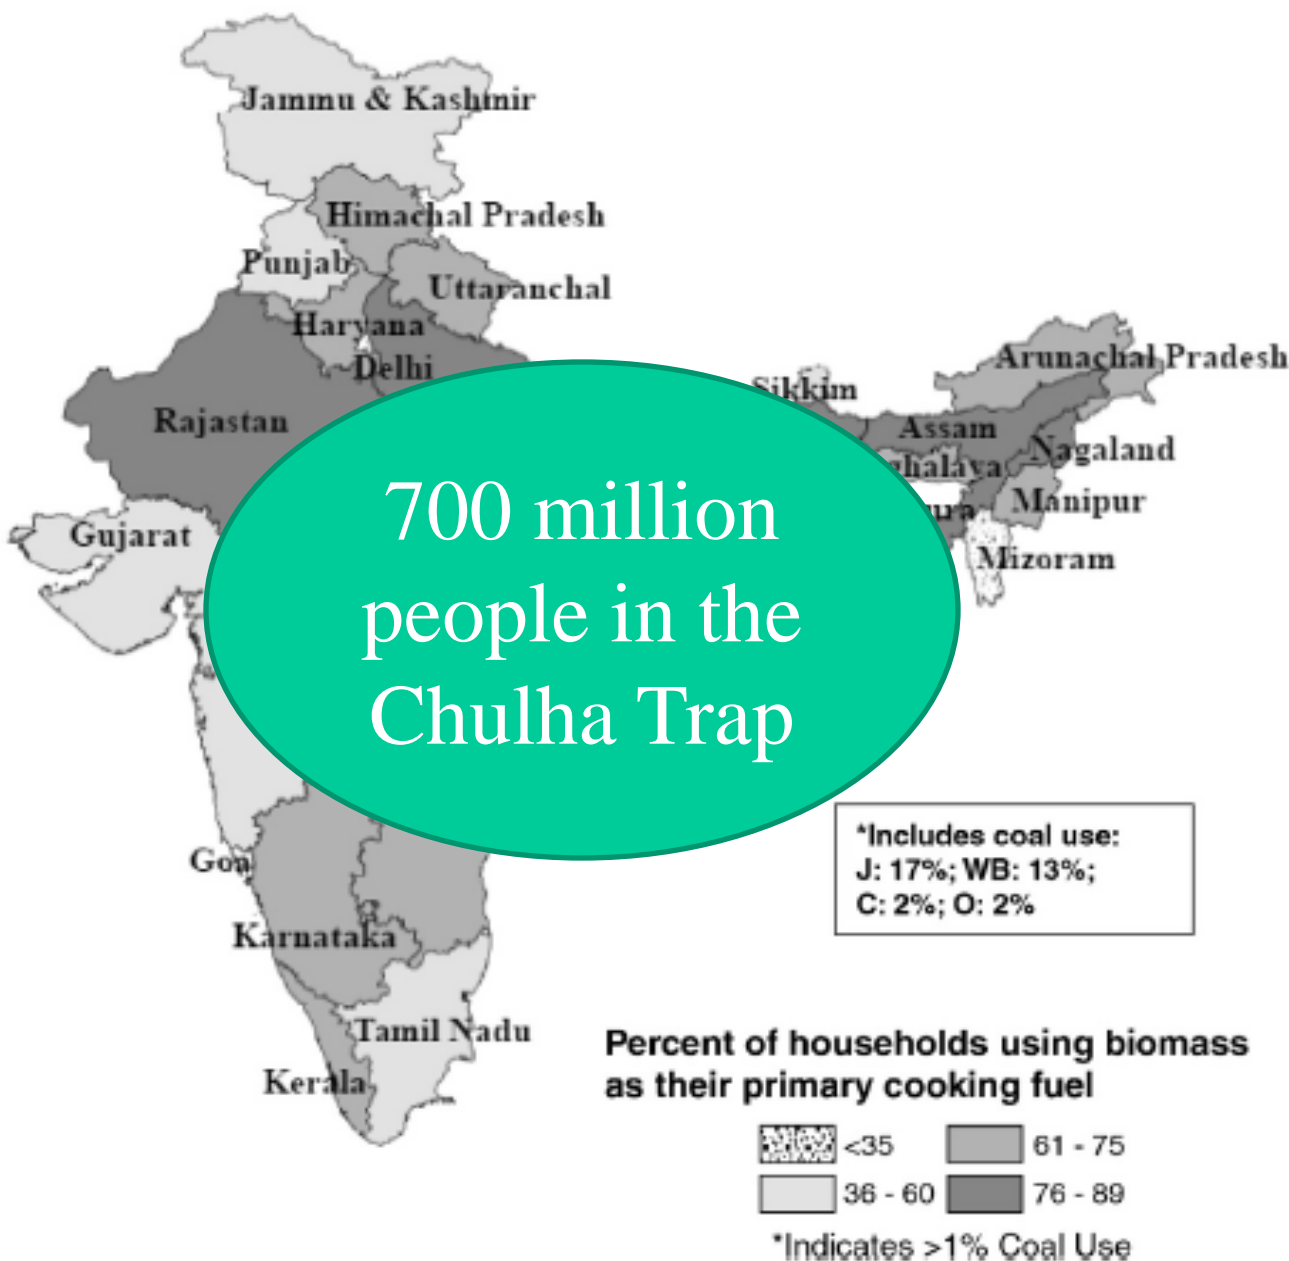 Jammu & Kashmir
Himachal Pradesh
Punjab
Uttaranchal
Haryana
Delhi
Arunachal Pradesh
Sikkim
Rajastan
Assam
Nagaland
ghalaya
Manipur
ura
Gujarat
Mizoram
700 million
people in the
Chulha Trap
*Includes coal use:
J: 17%; WB: 13%;
C: 2%; O: 2%
Goa
Karnataka
Tamil Nadu
Kerala
Percent of households using biomass
as their primary cooking fuel
<35 61 - 75
36 - 60 76 - 89
*Indicates >1% Coal Use